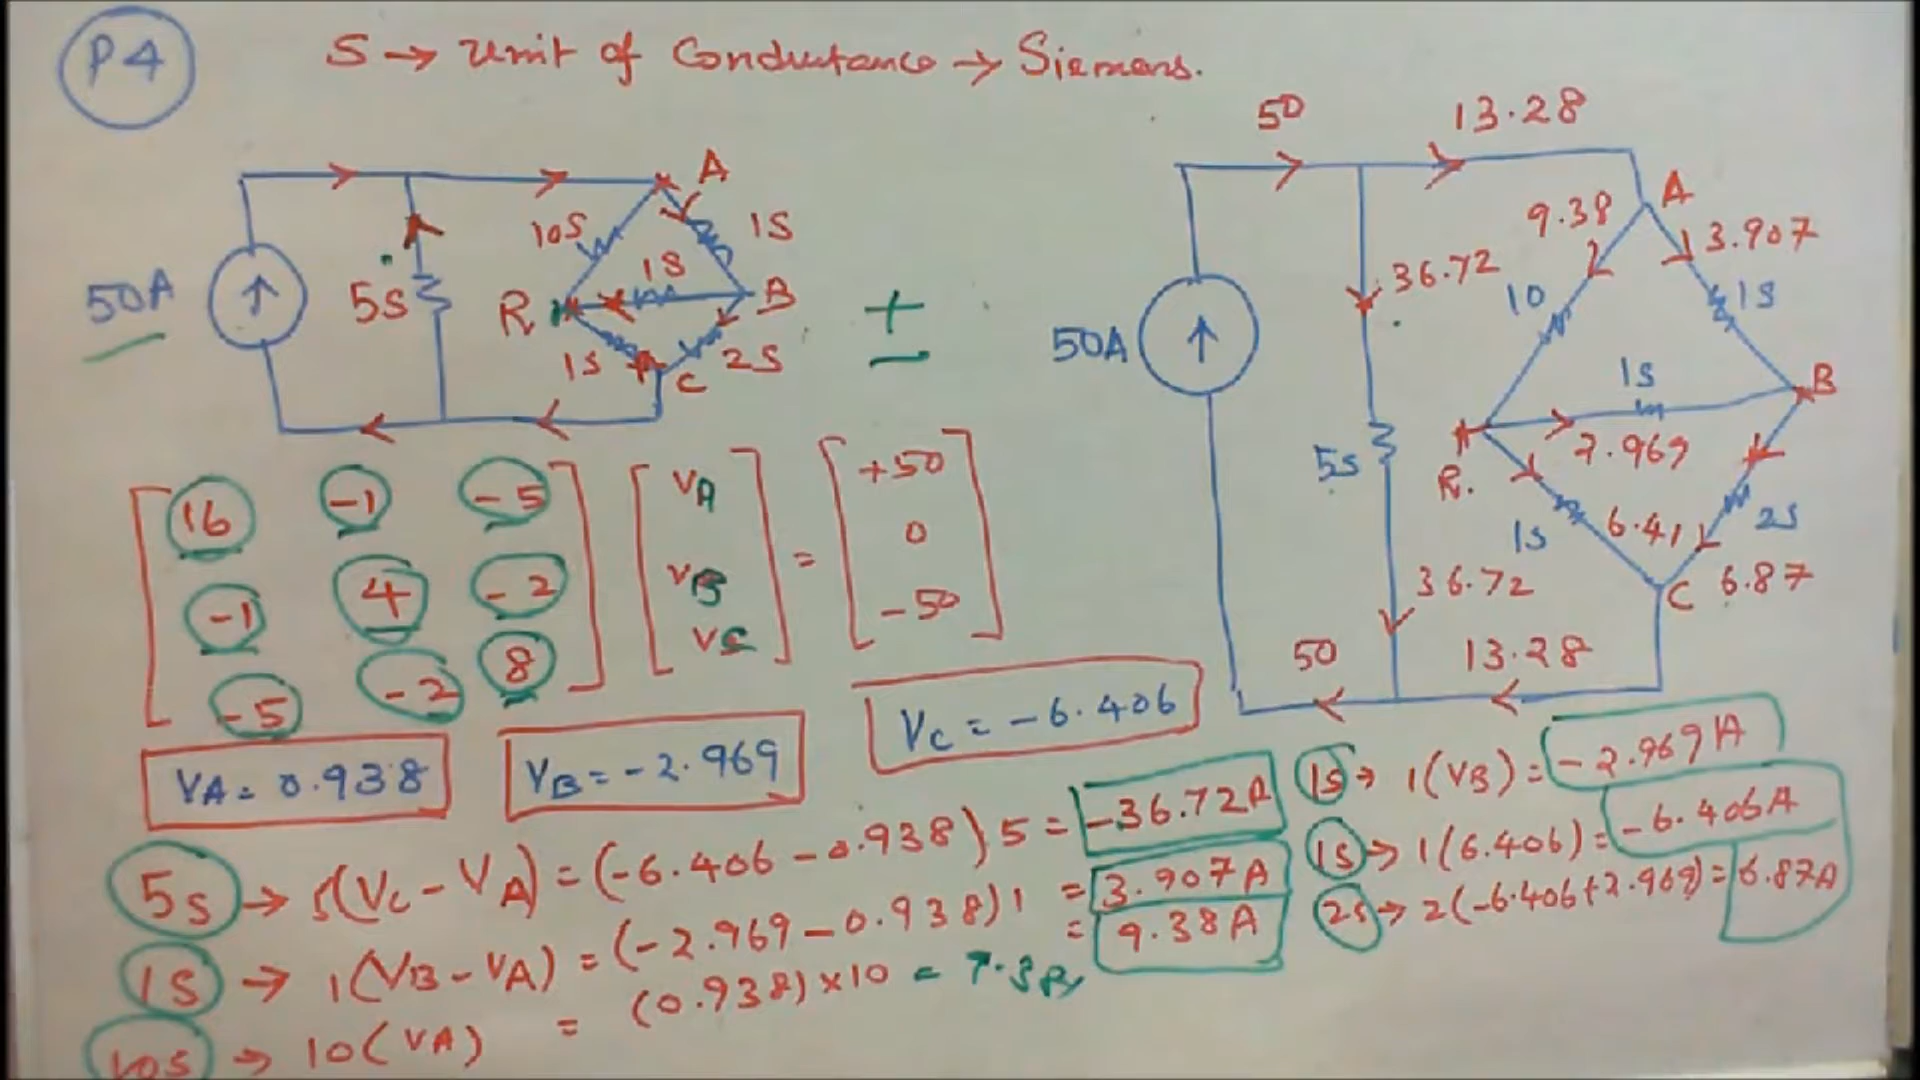 P4
S → Unit of Conductance → Siemens.
50A
5S
10S
A
1S
1S
R
B
1S
2S
C
+
50
13.28
50A
36.72
9.38
A
3.907
10
1S
1S
B
5s
R.
2.969
1S
6.41
2S
36.72
C
6.87
50
13.28
16 -1 -5
-1 4 -2
-5 -2 8
VA
VB
VC
=
+50
0
-50
VA = 0.938
VB = -2.969
VC = -6.406
5S → 5(VC - VA) = (-6.406 - 0.938) 5 = -36.72A
1S → 1(VB - VA) = (-2.969 - 0.938) 1 = 3.907A
10S → 10(VA) = (0.938) × 10 = 9.38A
1S → 1(VB) = -2.969A
1S → 1(6.406) = -6.406A
2S → 2(-6.406+2.969) = 6.87A